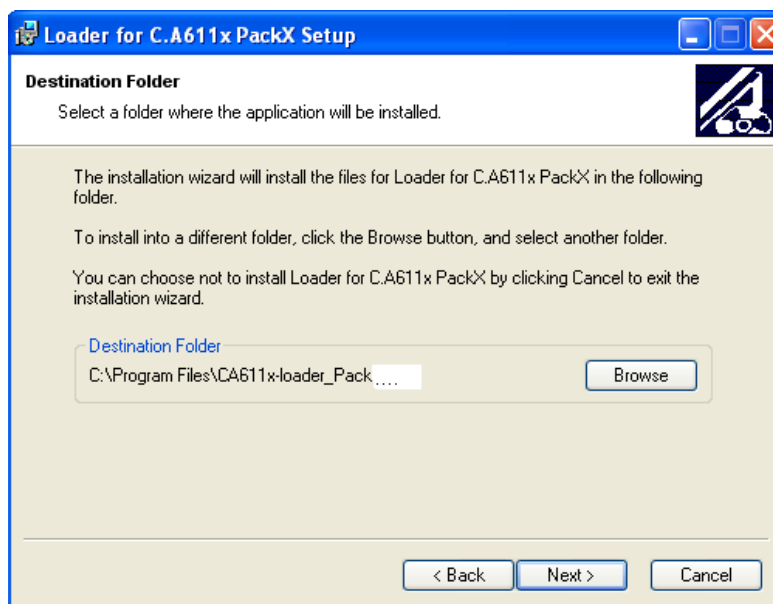 Loader for C.A611x PackX Setup
Destination Folder
Select a folder where the application will be installed.
The installation wizard will install the files for Loader for C.A611x PackX in the following
folder.
To install into a different folder, click the Browse button, and select another folder.
You can choose not to install Loader for C.A611x PackX by clicking Cancel to exit the
installation wizard.
Destination Folder
C:\Program Files\CA611x-loader_Pack.... Browse
< Back Next > Cancel